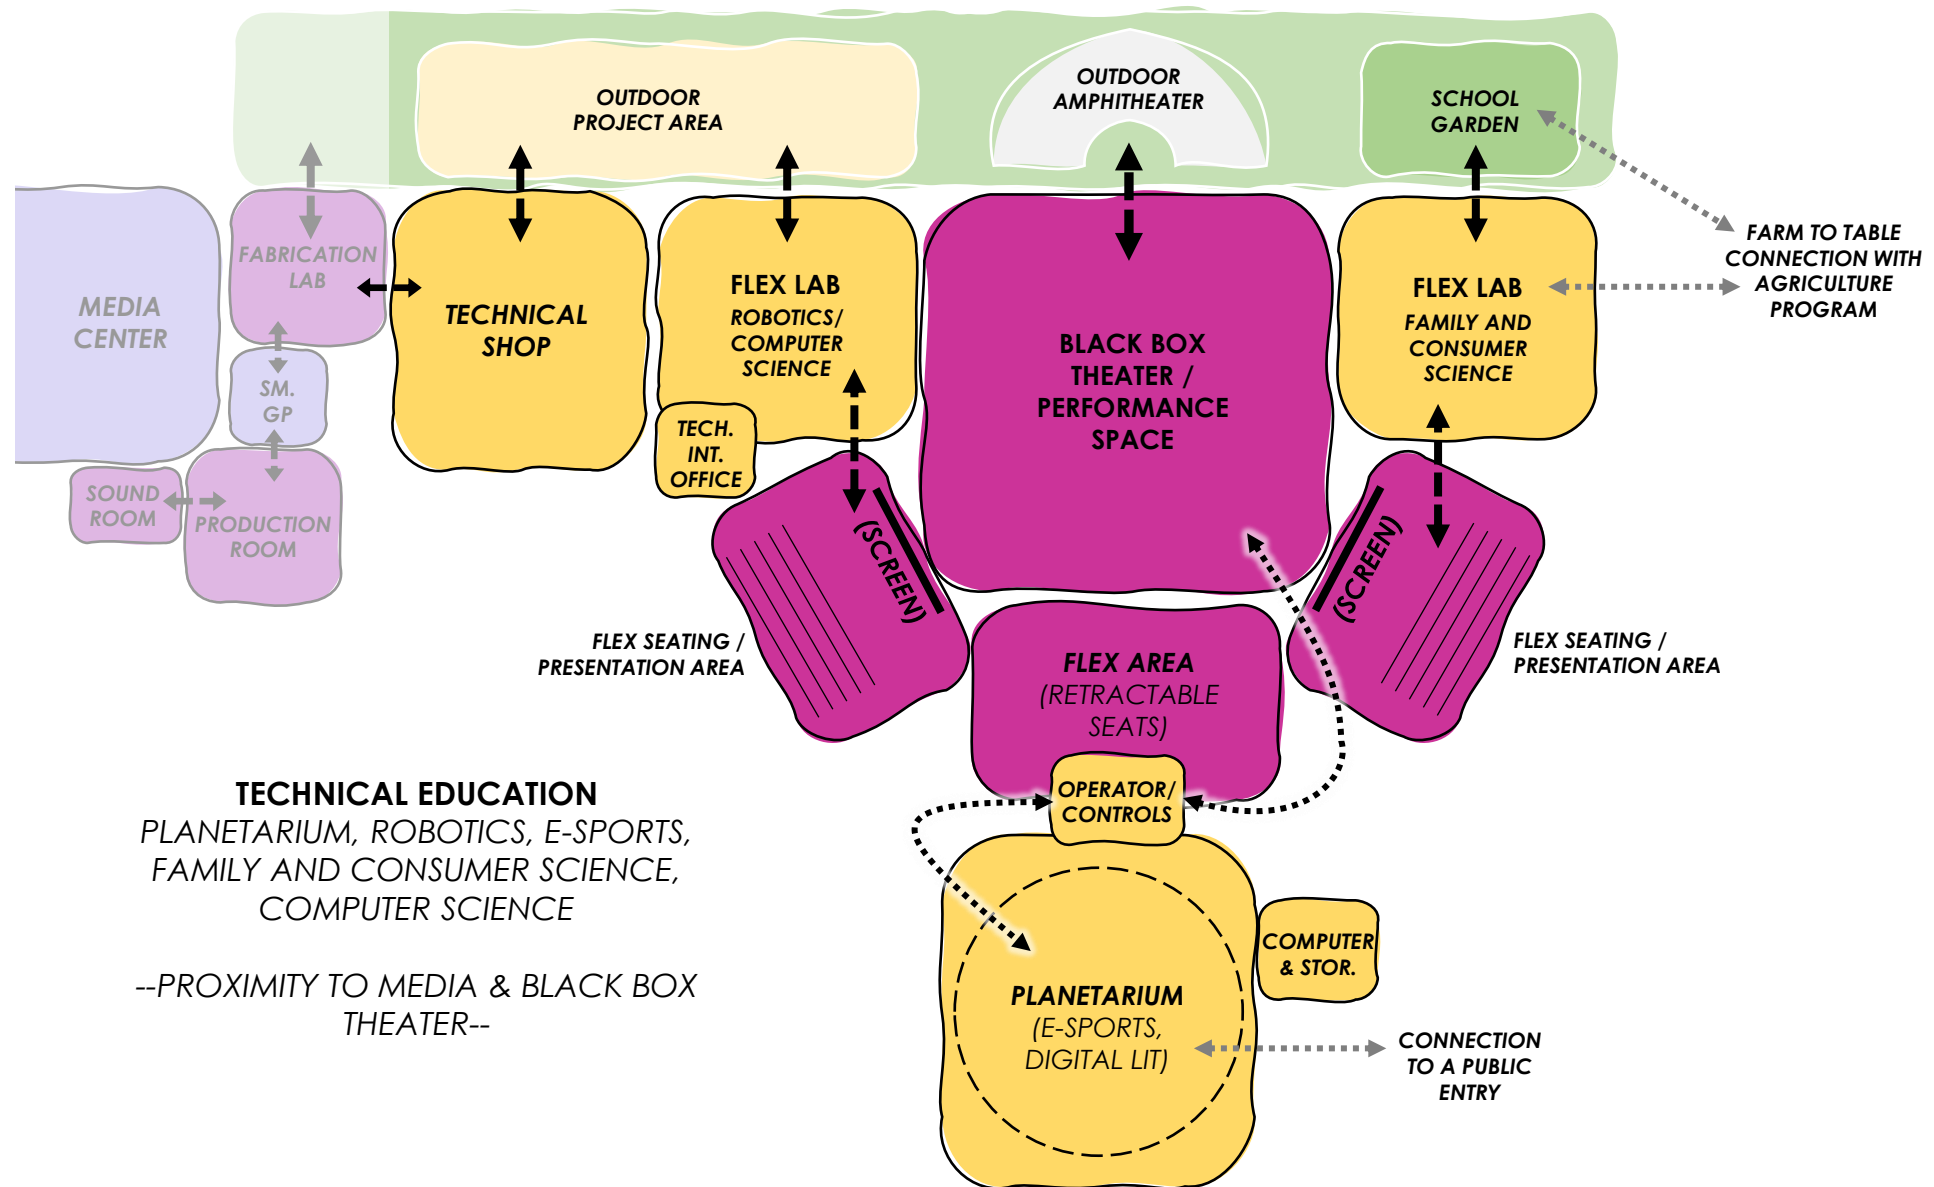 OUTDOOR
PROJECT AREA
OUTDOOR
AMPHITHEATER
SCHOOL
GARDEN
MEDIA
CENTER
FABRICATION
LAB
SM.
GP
SOUND
ROOM
PRODUCTION
ROOM
TECHNICAL
SHOP
FLEX LAB
ROBOTICS/
COMPUTER
SCIENCE
TECH.
INT.
OFFICE
BLACK BOX
THEATER /
PERFORMANCE
SPACE
FLEX LAB
FAMILY AND
CONSUMER
SCIENCE
FARM TO TABLE
CONNECTION WITH
AGRICULTURE
PROGRAM
(SCREEN)
(SCREEN)
FLEX SEATING /
PRESENTATION AREA
FLEX AREA
(RETRACTABLE
SEATS)
FLEX SEATING /
PRESENTATION AREA
OPERATOR/
CONTROLS
TECHNICAL EDUCATION
PLANETARIUM, ROBOTICS, E-SPORTS,
FAMILY AND CONSUMER SCIENCE,
COMPUTER SCIENCE
--PROXIMITY TO MEDIA & BLACK BOX
THEATER--
COMPUTER
& STOR.
PLANETARIUM
(E-SPORTS,
DIGITAL LIT)
CONNECTION
TO A PUBLIC
ENTRY